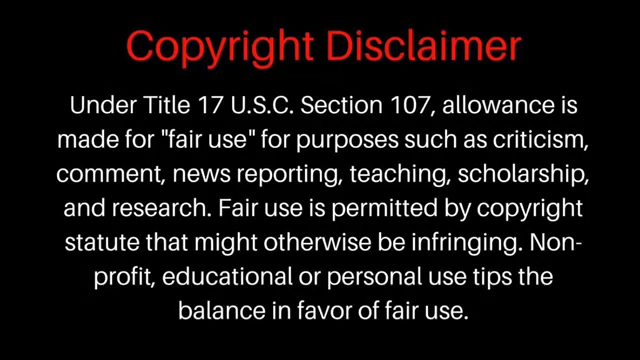 Copyright Disclaimer
Under Title 17 U.S.C. Section 107, allowance is
made for "fair use" for purposes such as criticism,
comment, news reporting, teaching, scholarship,
and research. Fair use is permitted by copyright
statute that might otherwise be infringing. Non-
profit, educational or personal use tips the
balance in favor of fair use.